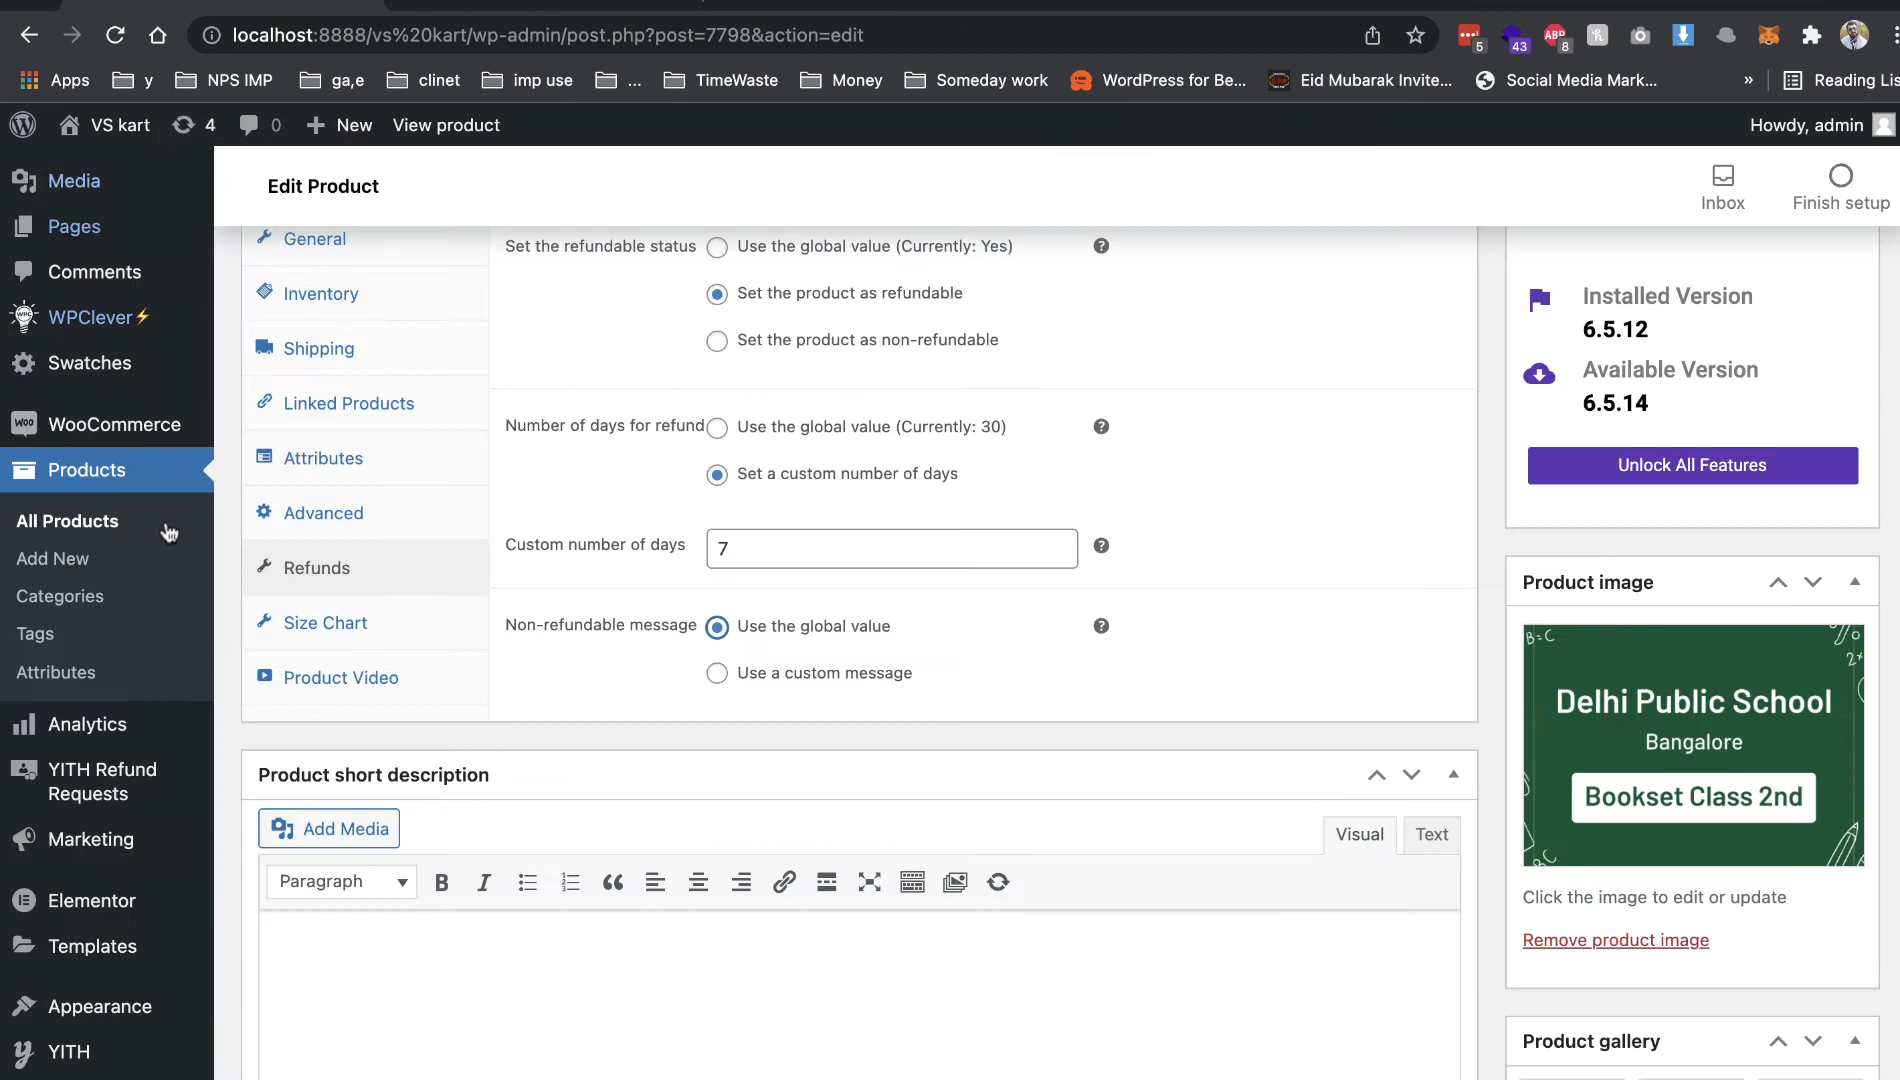 localhost:8888/vs%20kart/wp-admin/post.php?post=7798&action=edit
5
43
ABP
8
Apps
y
NPS IMP
ga,e
clinet
imp use
...
TimeWaste
Money
Someday work
WordPress for Be...
Eid Mubarak Invite...
Social Media Mark...
»
Reading Lis
VS kart
4
0
New
View product
Howdy, admin
Media
Pages
Comments
WPClever⚡
Swatches
WooCommerce
Products
All Products
Add New
Categories
Tags
Attributes
Analytics
YITH Refund
Requests
Marketing
Elementor
Templates
Appearance
YITH
Edit Product
Inbox
Finish setup
General
Inventory
Shipping
Linked Products
Attributes
Advanced
Refunds
Size Chart
Product Video
Set the refundable status
Use the global value (Currently: Yes)
Set the product as refundable
Set the product as non-refundable
Number of days for refund
Use the global value (Currently: 30)
Set a custom number of days
Custom number of days
7
Non-refundable message
Use the global value
Use a custom message
Product short description
Add Media
Visual
Text
Paragraph
Installed Version
6.5.12
Available Version
6.5.14
Unlock All Features
Product image
B=C
2×
Delhi Public School
Bangalore
Bookset Class 2nd
Click the image to edit or update
Remove product image
Product gallery